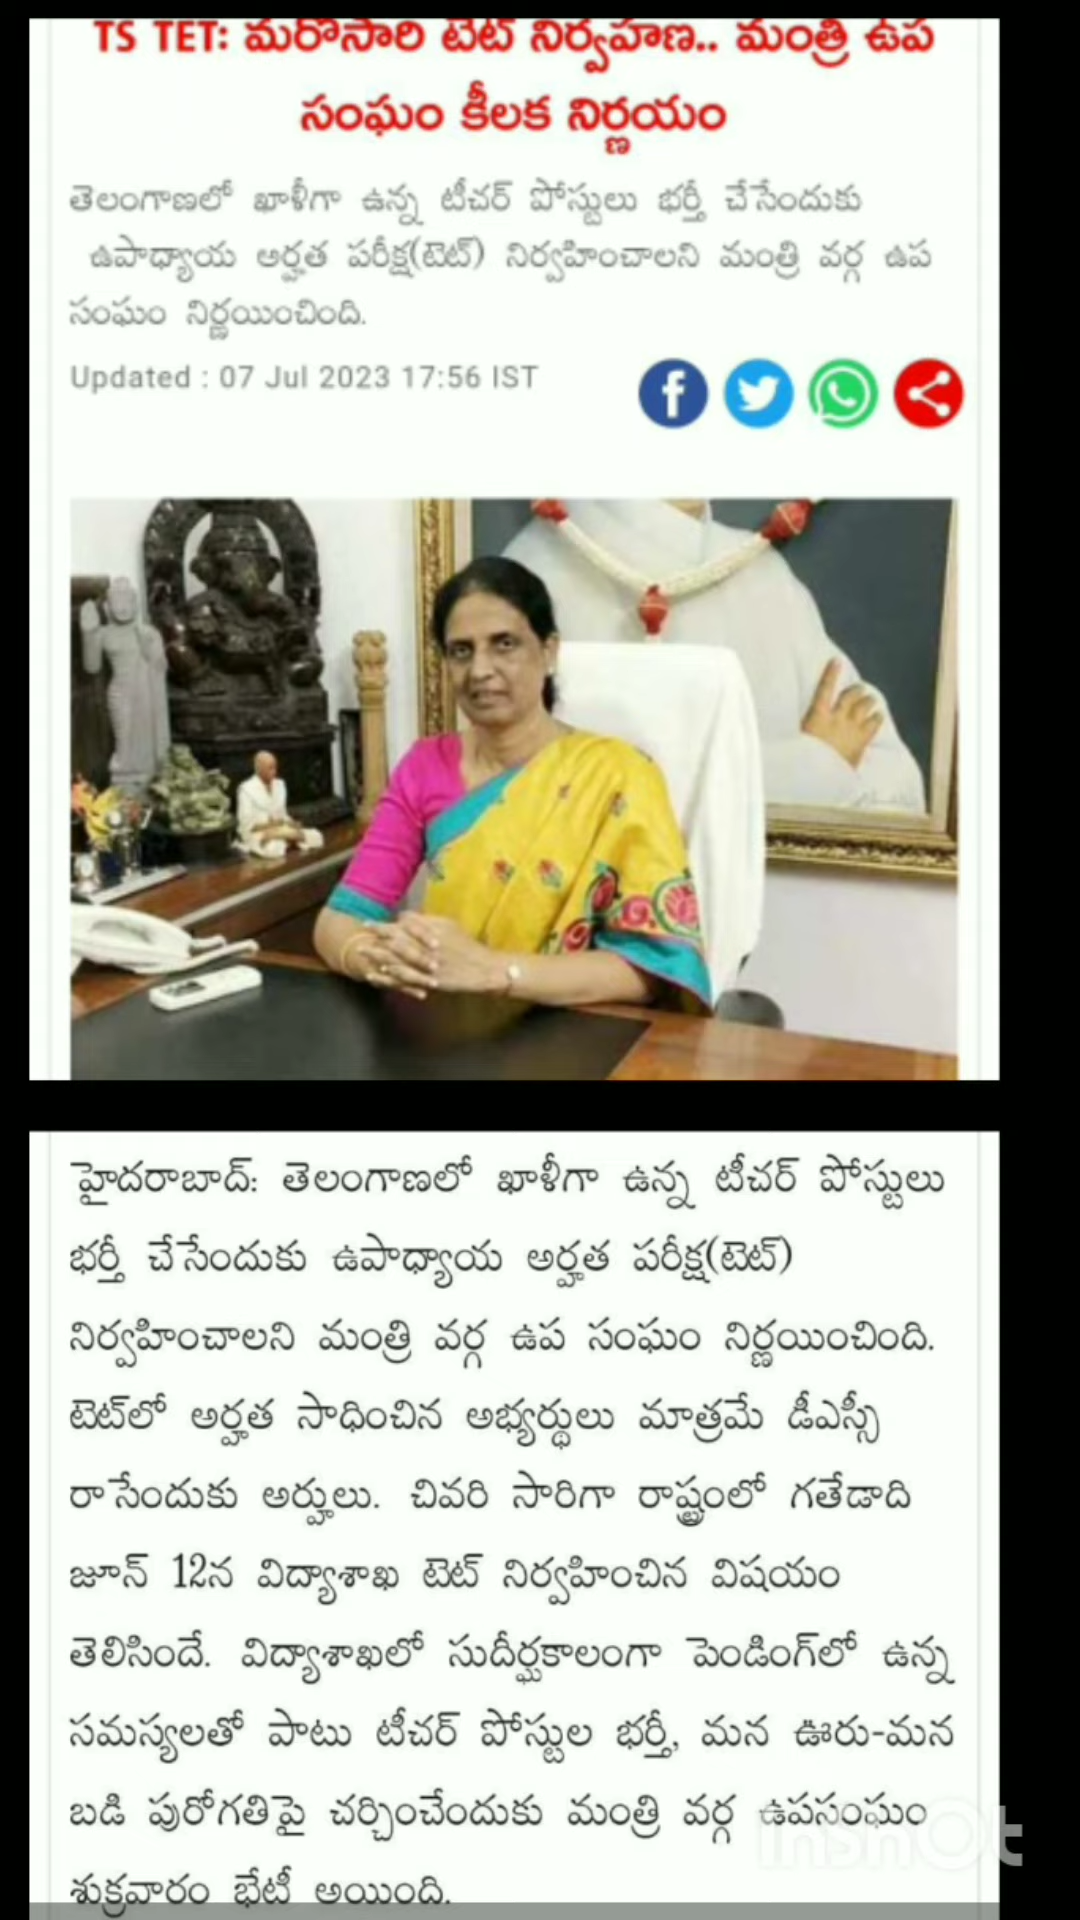 TS TET: మరోసారి టెట్ నిర్వహణ.. మంత్రి ఉప
సంఘం కీలక నిర్ణయం
తెలంగాణలో ఖాళీగా ఉన్న టీచర్ పోస్టులు భర్తీ చేసేందుకు
ఉపాధ్యాయ అర్హత పరీక్ష(టెట్) నిర్వహించాలని మంత్రి వర్గ ఉప
సంఘం నిర్ణయించింది.
Updated : 07 Jul 2023 17:56 IST
హైదరాబాద్: తెలంగాణలో ఖాళీగా ఉన్న టీచర్ పోస్టులు
భర్తీ చేసేందుకు ఉపాధ్యాయ అర్హత పరీక్ష(టెట్)
నిర్వహించాలని మంత్రి వర్గ ఉప సంఘం నిర్ణయించింది.
టెట్‌లో అర్హత సాధించిన అభ్యర్థులు మాత్రమే డీఎస్సీ
రాసేందుకు అర్హులు. చివరి సారిగా రాష్ట్రంలో గతేడాది
జూన్ 12న విద్యాశాఖ టెట్ నిర్వహించిన విషయం
తెలిసిందే. విద్యాశాఖలో సుదీర్ఘకాలంగా పెండింగ్‌లో ఉన్న
సమస్యలతో పాటు టీచర్ పోస్టుల భర్తీ, మన ఊరు-మన
బడి పురోగతిపై చర్చించేందుకు మంత్రి వర్గ ఉపసంఘం
శుక్రవారం భేటీ అయింది.
InShOt